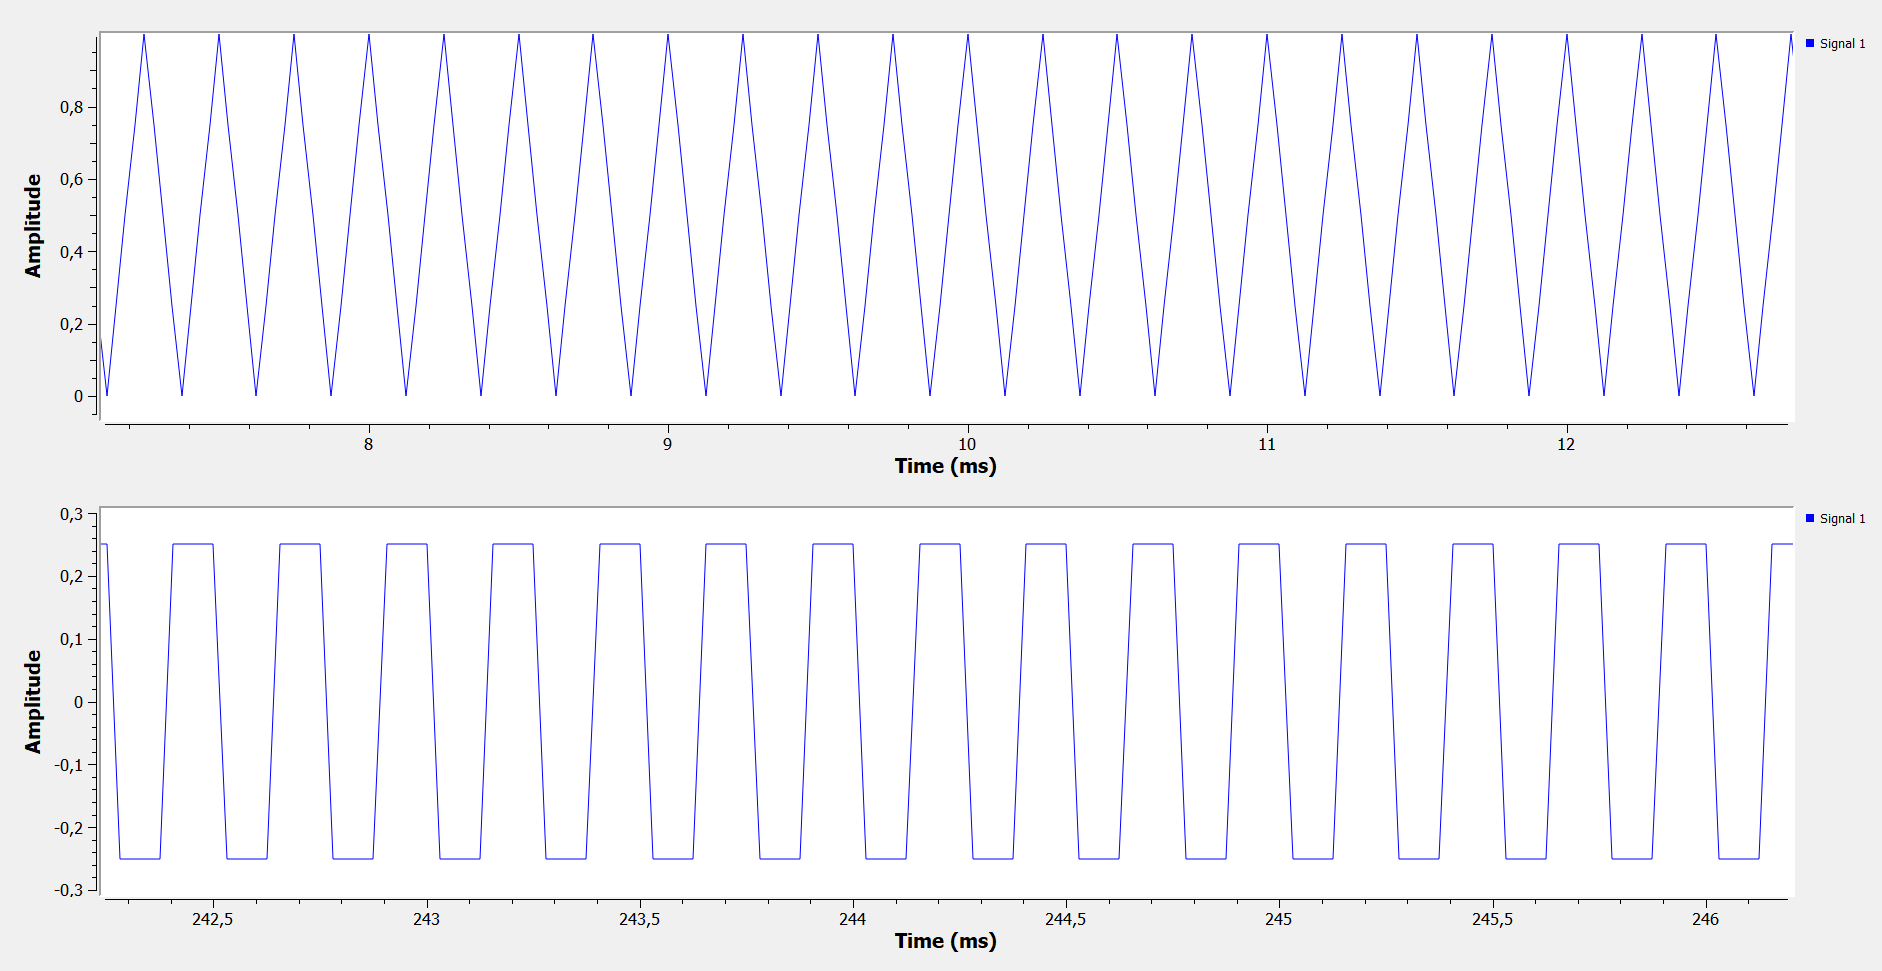 Signal 1
Amplitude
0,8
0,6
0,4
0,2
0
8 9 10 11 12
Time (ms)
Signal 1
Amplitude
0,3
0,2
0,1
0
-0,1
-0,2
-0,3
242,5 243 243,5 244 244,5 245 245,5 246
Time (ms)